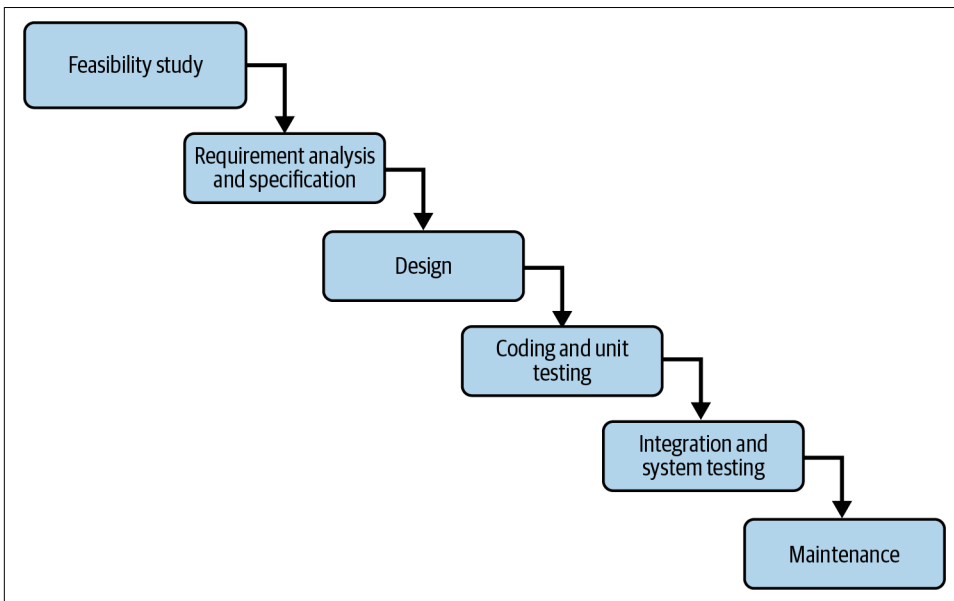 Feasibility study
Requirement analysis
and specification
Design
Coding and unit
testing
Integration and
system testing
Maintenance